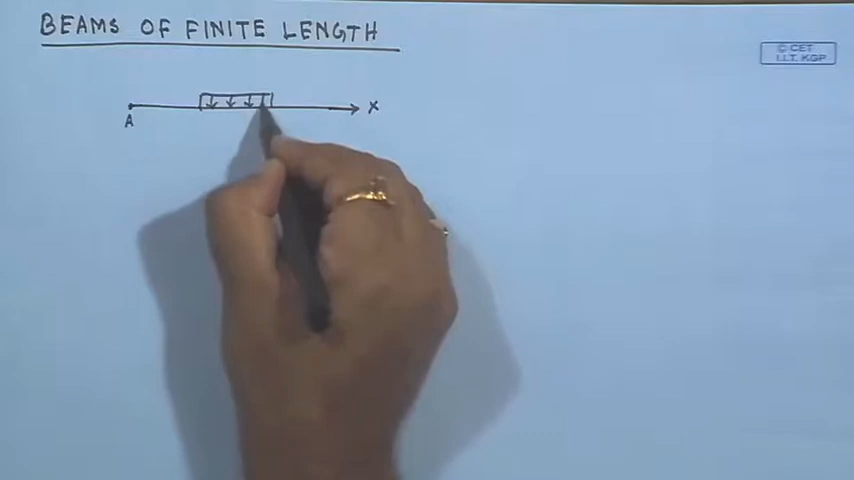 BEAMS OF FINITE LENGTH
© CET
I.I.T. KGP
A
X